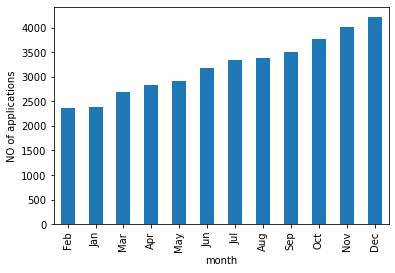 4000
3500
3000
2500
2000
1500
1000
500
0
NO of applications
Feb
Jan
Mar
Apr
May
Jun
Jul
Aug
Sep
Oct
Nov
Dec
month